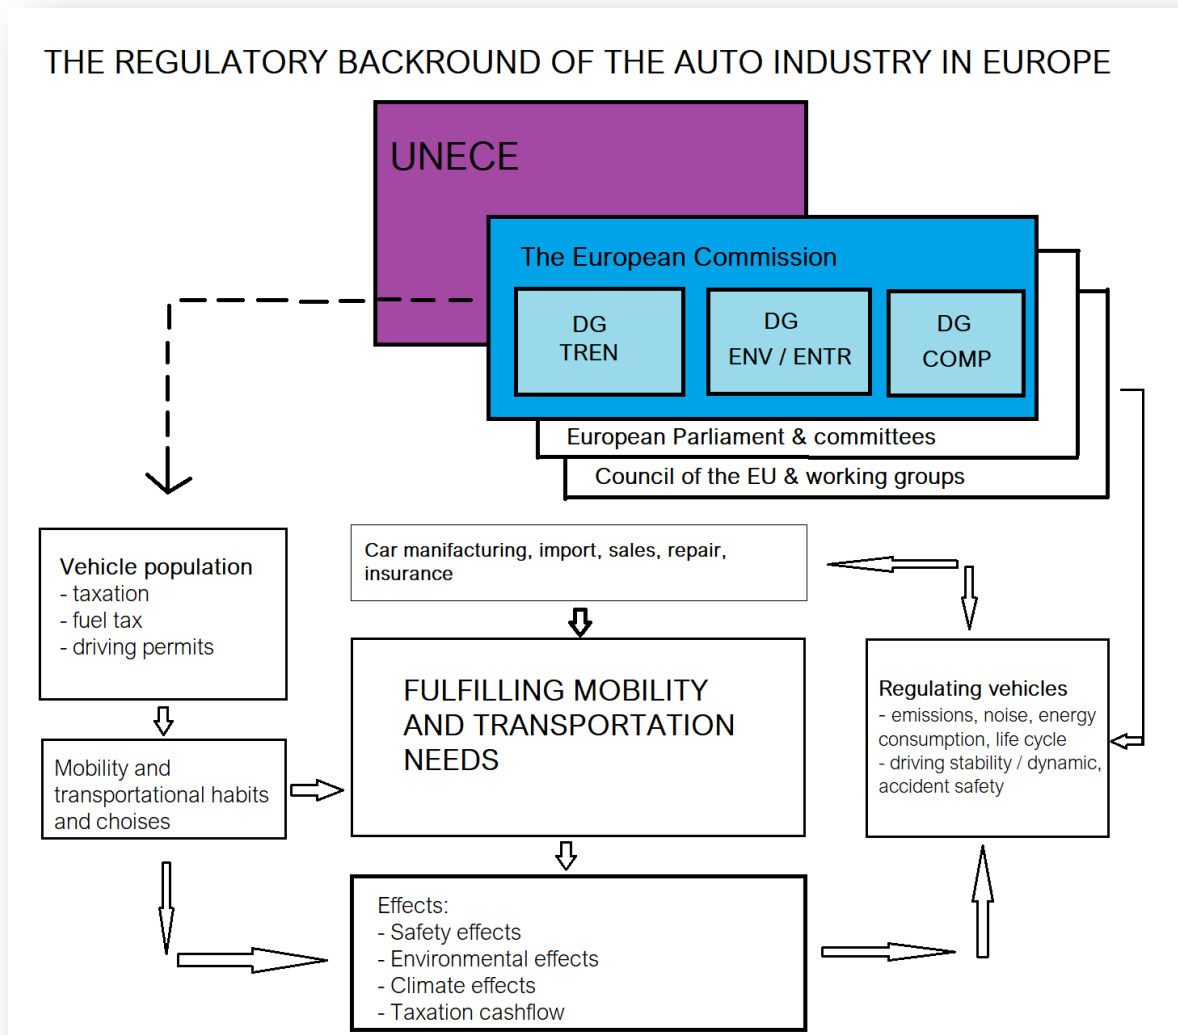 THE REGULATORY BACKROUND OF THE AUTO INDUSTRY IN EUROPE
UNECE
The European Commission
DG
TREN
DG
ENV / ENTR
DG
COMP
European Parliament & committees
Council of the EU & working groups
Vehicle population
- taxation
- fuel tax
- driving permits
Car manifacturing, import, sales, repair,
insurance
FULFILLING MOBILITY
AND TRANSPORTATION
NEEDS
Regulating vehicles
- emissions, noise, energy
consumption, life cycle
- driving stability / dynamic,
accident safety
Mobility and
transportational habits
and choises
Effects:
- Safety effects
- Environmental effects
- Climate effects
- Taxation cashflow